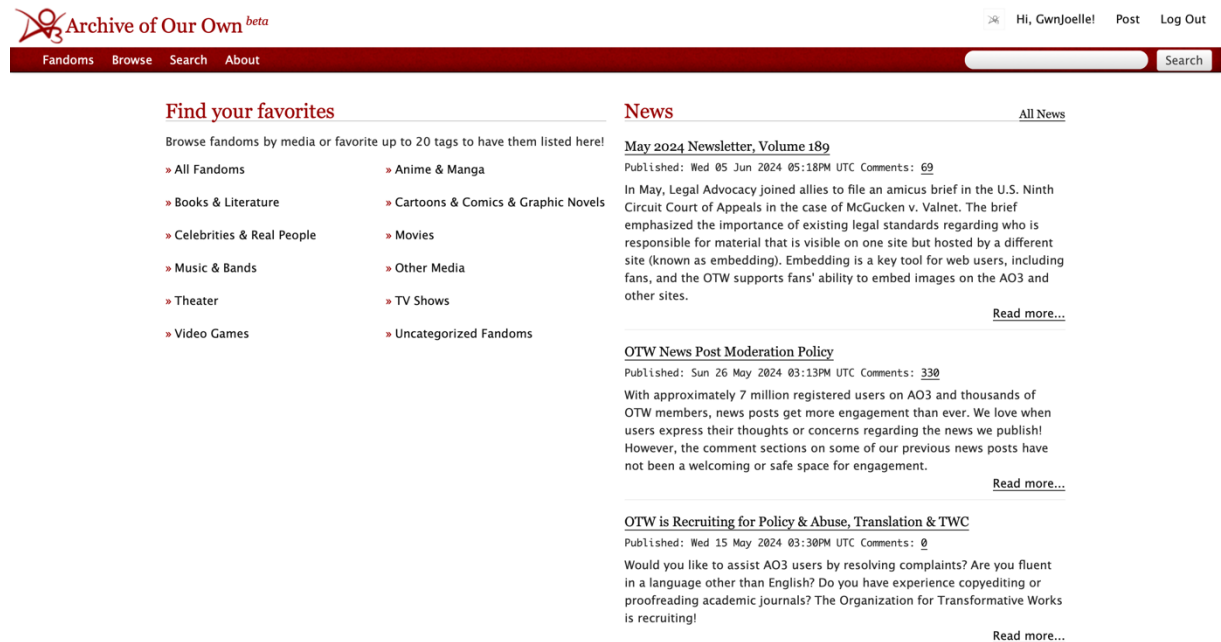 Archive of Our Own beta
Hi, GwnJoelle! Post Log Out
Fandoms Browse Search About
Search
Find your favorites
Browse fandoms by media or favorite up to 20 tags to have them listed here!
» All Fandoms
» Anime & Manga
» Books & Literature
» Cartoons & Comics & Graphic Novels
» Celebrities & Real People
» Movies
» Music & Bands
» Other Media
» Theater
» TV Shows
» Video Games
» Uncategorized Fandoms
News
All News
May 2024 Newsletter, Volume 189
Published: Wed 05 Jun 2024 05:18PM UTC Comments: 69
In May, Legal Advocacy joined allies to file an amicus brief in the U.S. Ninth
Circuit Court of Appeals in the case of McGucken v. Valnet. The brief
emphasized the importance of existing legal standards regarding who is
responsible for material that is visible on one site but hosted by a different
site (known as embedding). Embedding is a key tool for web users, including
fans, and the OTW supports fans' ability to embed images on the AO3 and
other sites.
Read more...
OTW News Post Moderation Policy
Published: Sun 26 May 2024 03:13PM UTC Comments: 330
With approximately 7 million registered users on AO3 and thousands of
OTW members, news posts get more engagement than ever. We love when
users express their thoughts or concerns regarding the news we publish!
However, the comment sections on some of our previous news posts have
not been a welcoming or safe space for engagement.
Read more...
OTW is Recruiting for Policy & Abuse, Translation & TWC
Published: Wed 15 May 2024 03:30PM UTC Comments: 0
Would you like to assist AO3 users by resolving complaints? Are you fluent
in a language other than English? Do you have experience copyediting or
proofreading academic journals? The Organization for Transformative Works
is recruiting!
Read more...